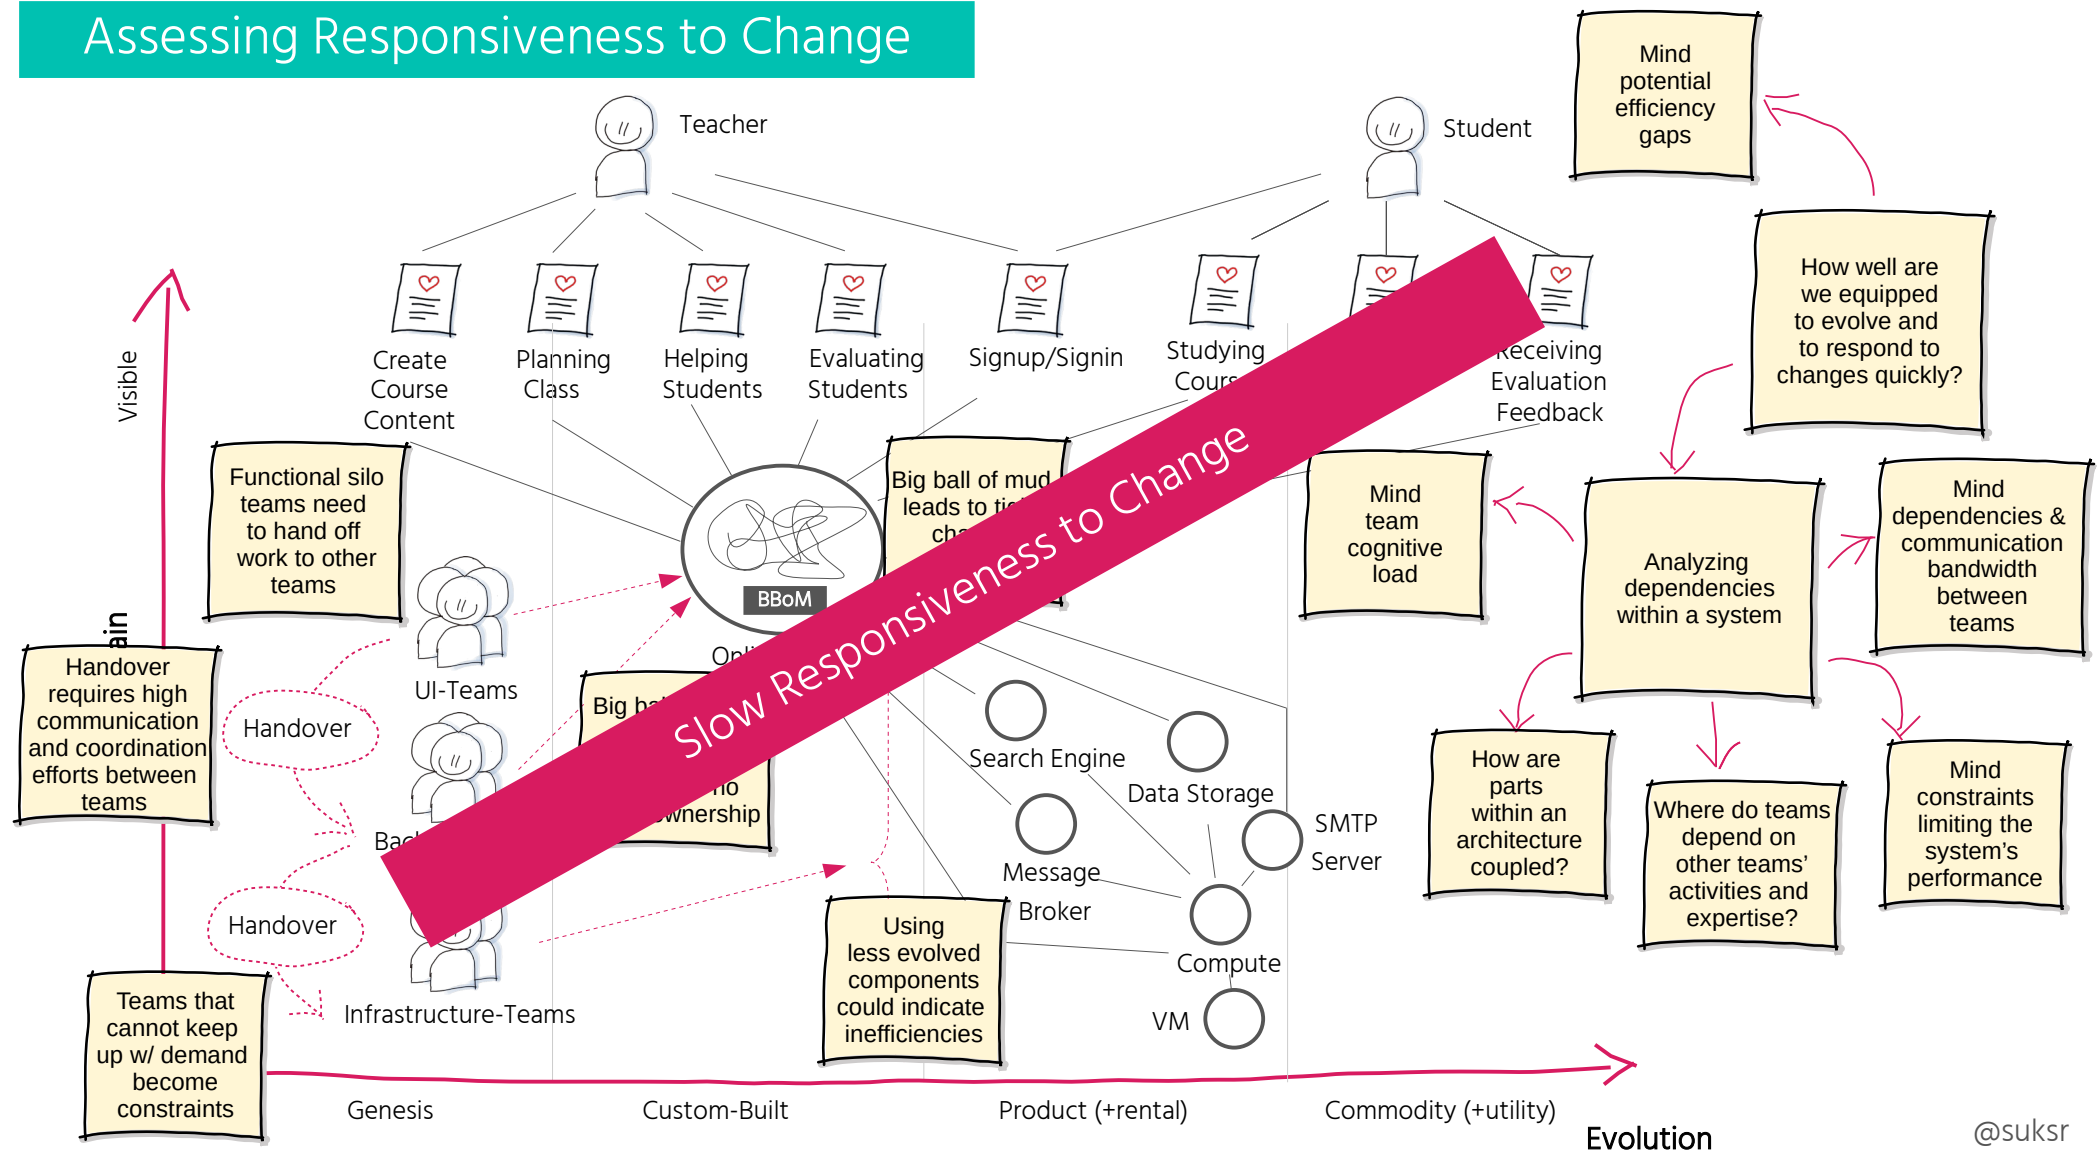 Assessing Responsiveness to Change
Teacher
Student
Mind
potential
efficiency
gaps
How well are
we equipped
to evolve and
to respond to
changes quickly?
Visible
Create
Course
Content
Planning
Class
Helping
Students
Evaluating
Students
Signup/Signin
Studying
Receiving
Evaluation
Feedback
Functional silo
teams need
to hand off
work to other
teams
Big ball of mud
leads to
BBoM
Slow Responsiveness to Change
Mind
team
cognitive
load
Analyzing
dependencies
within a system
Mind
dependencies &
communication
bandwidth
between
teams
Handover
requires high
communication
and coordination
efforts between
teams
Handover
UI-Teams
Big
no
ownership
Search Engine
Data Storage
SMTP
Server
Message
Broker
Compute
VM
How are
parts
within an
architecture
coupled?
Where do teams
depend on
other teams’
activities and
expertise?
Mind
constraints
limiting the
system’s
performance
Handover
Infrastructure-Teams
Using
less evolved
components
could indicate
inefficiencies
Teams that
cannot keep
up w/ demand
become
constraints
Genesis
Custom-Built
Product (+rental)
Commodity (+utility)
Evolution
@suksr